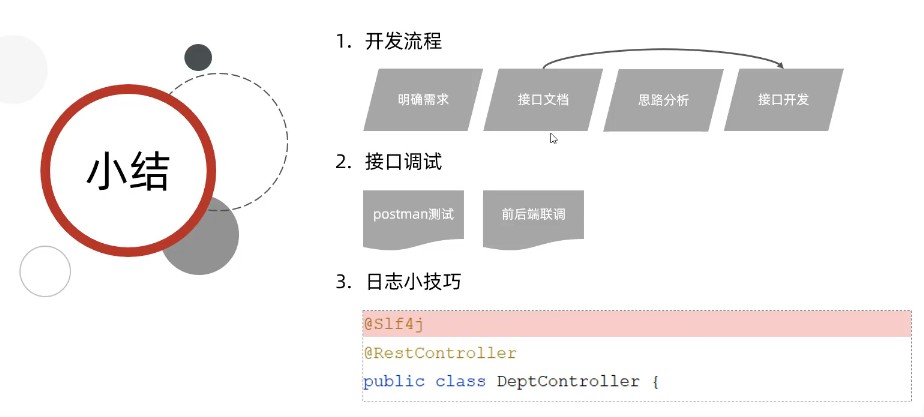 小结
1. 开发流程
明确需求
接口文档
思路分析
接口开发
2. 接口调试
postman测试
前后端联调
3. 日志小技巧
@Slf4j
@RestController
public class DeptController {